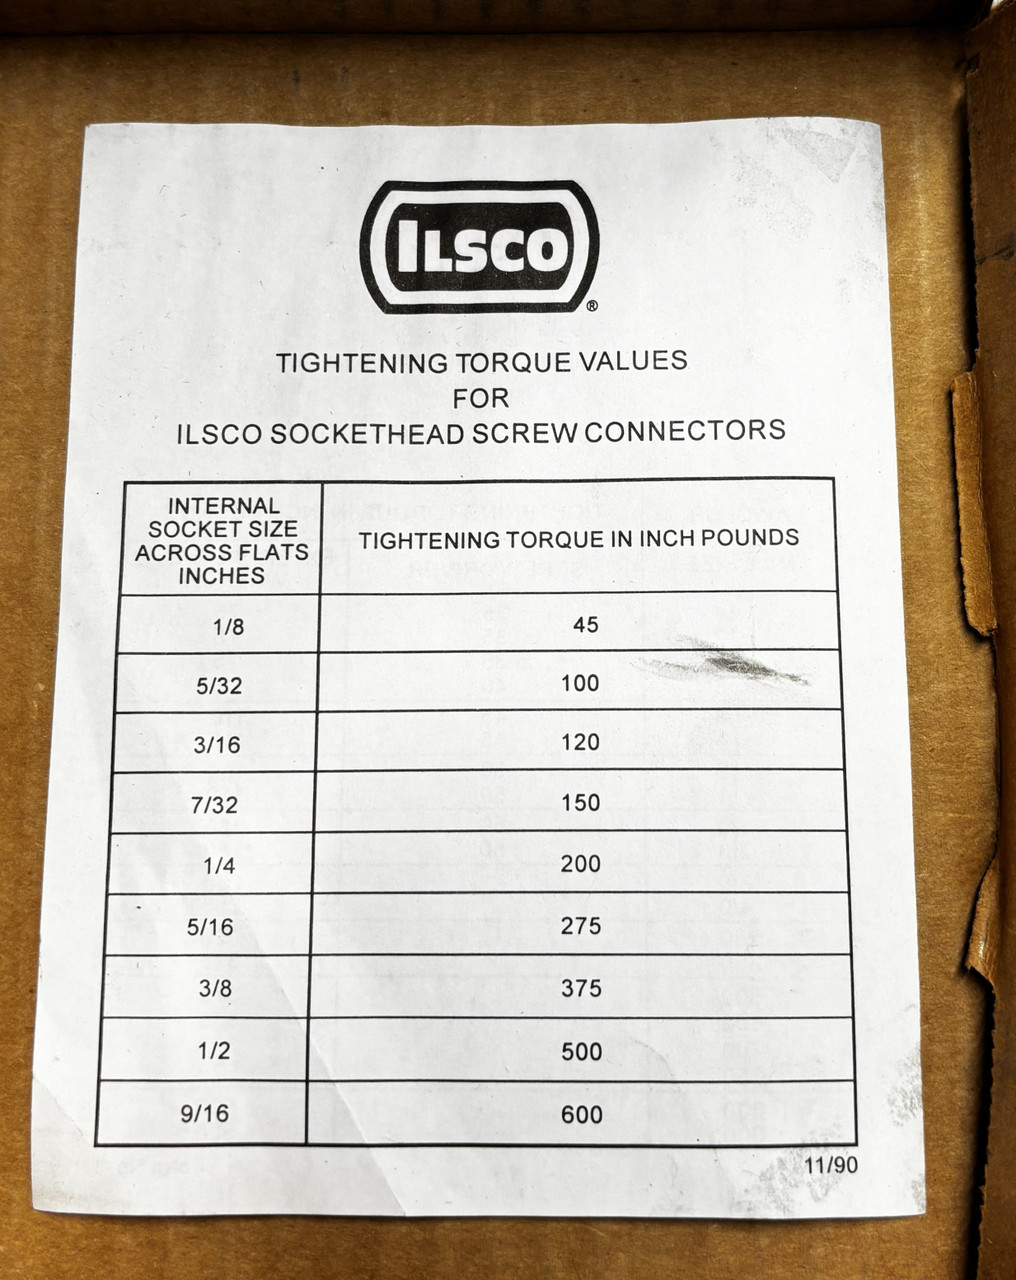 ILSCO
®
TIGHTENING TORQUE VALUES
FOR
ILSCO SOCKETHEAD SCREW CONNECTORS
INTERNAL
SOCKET SIZE
ACROSS FLATS
INCHES
TIGHTENING TORQUE IN INCH POUNDS
1/8 45
5/32 100
3/16 120
7/32 150
1/4 200
5/16 275
3/8 375
1/2 500
9/16 600
11/90